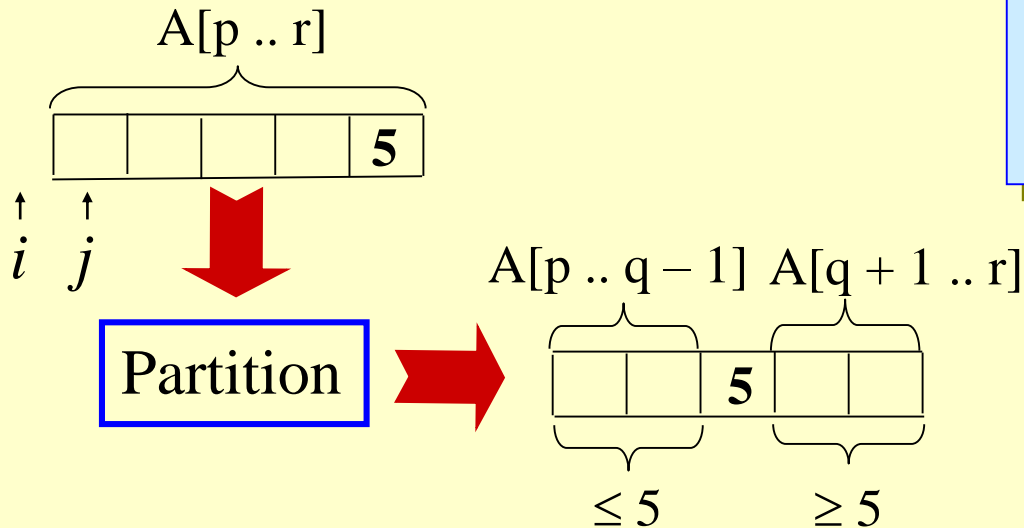 A[p .. r]
5
i j
Partition
A[p .. q – 1] A[q + 1 .. r]
5
≤ 5 ≥ 5